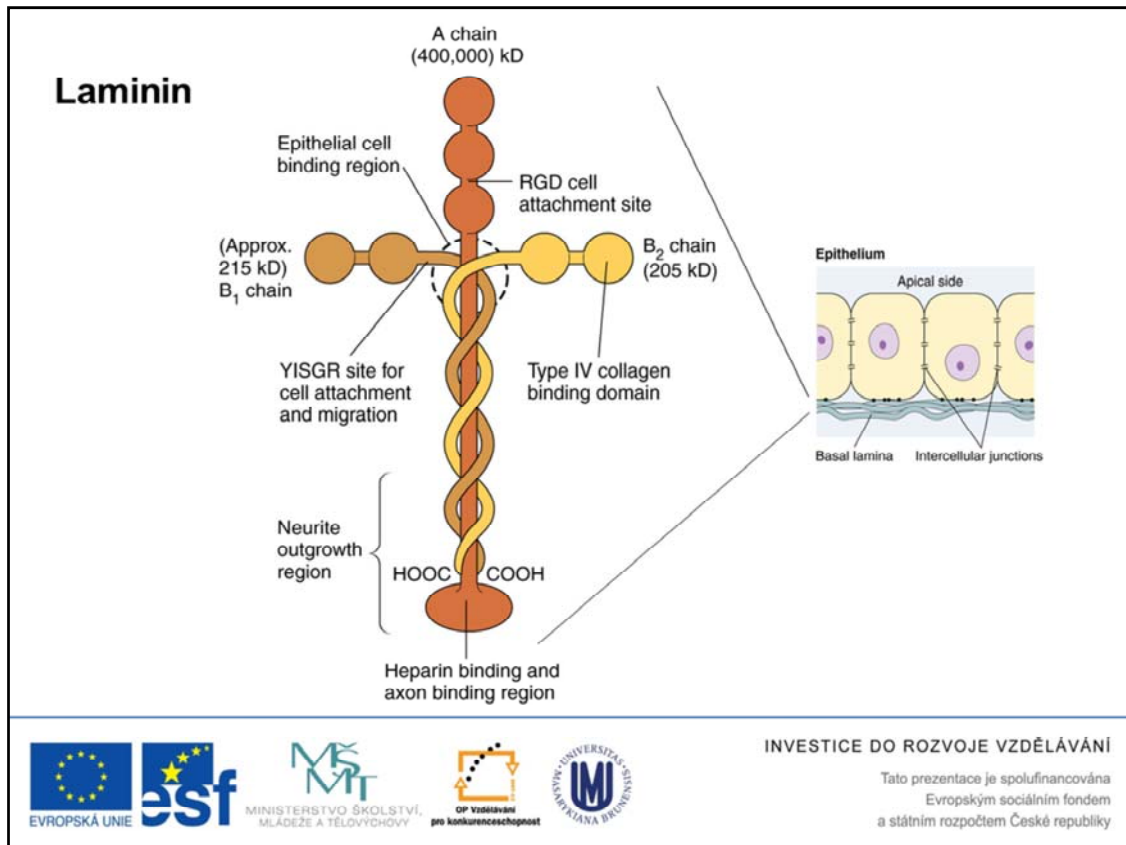 Laminin
A chain
(400,000) kD
Epithelial cell
binding region
RGD cell
attachment site
(Approx.
215 kD)
B1 chain
B2 chain
(205 kD)
YISGR site for
cell attachment
and migration
Type IV collagen
binding domain
Neurite
outgrowth
region
HOOC
COOH
Heparin binding and
axon binding region
Epithelium
Apical side
Basal lamina
Intercellular junctions
EVROPSKÁ UNIE
esf
MŠMT
MINISTERSTVO ŠKOLSTVÍ,
MLÁDEŽE A TĚLOVÝCHOVY
OP Vzdělávání
pro konkurenceschopnost
UNIVERSITAS
MASARYKIANA BRUNENSIS
INVESTICE DO ROZVOJE VZDĚLÁVÁNÍ
Tato prezentace je spolufinancována
Evropským sociálním fondem
a státním rozpočtem České republiky